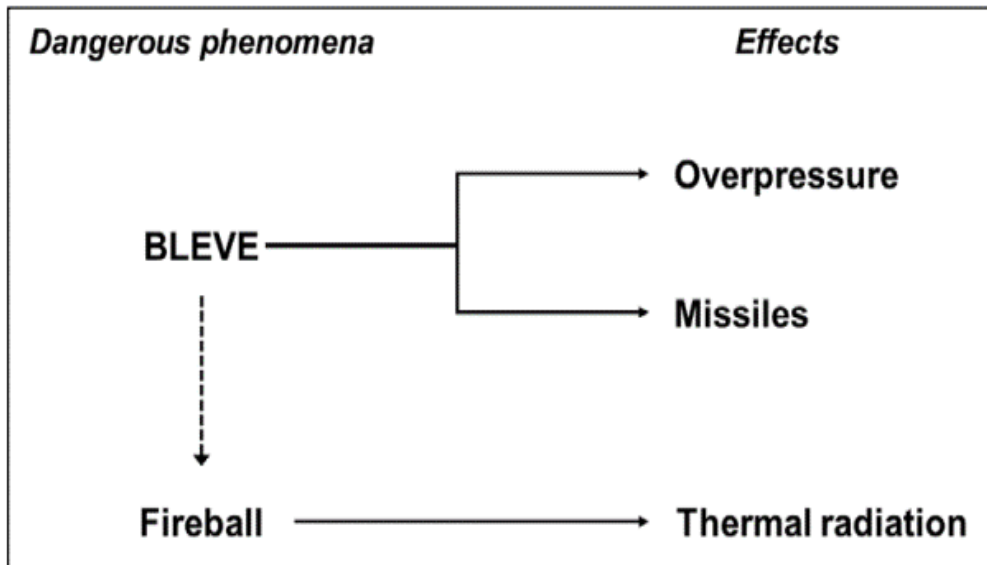 Dangerous phenomena
Effects
Overpressure
BLEVE
Missiles
Fireball
Thermal radiation